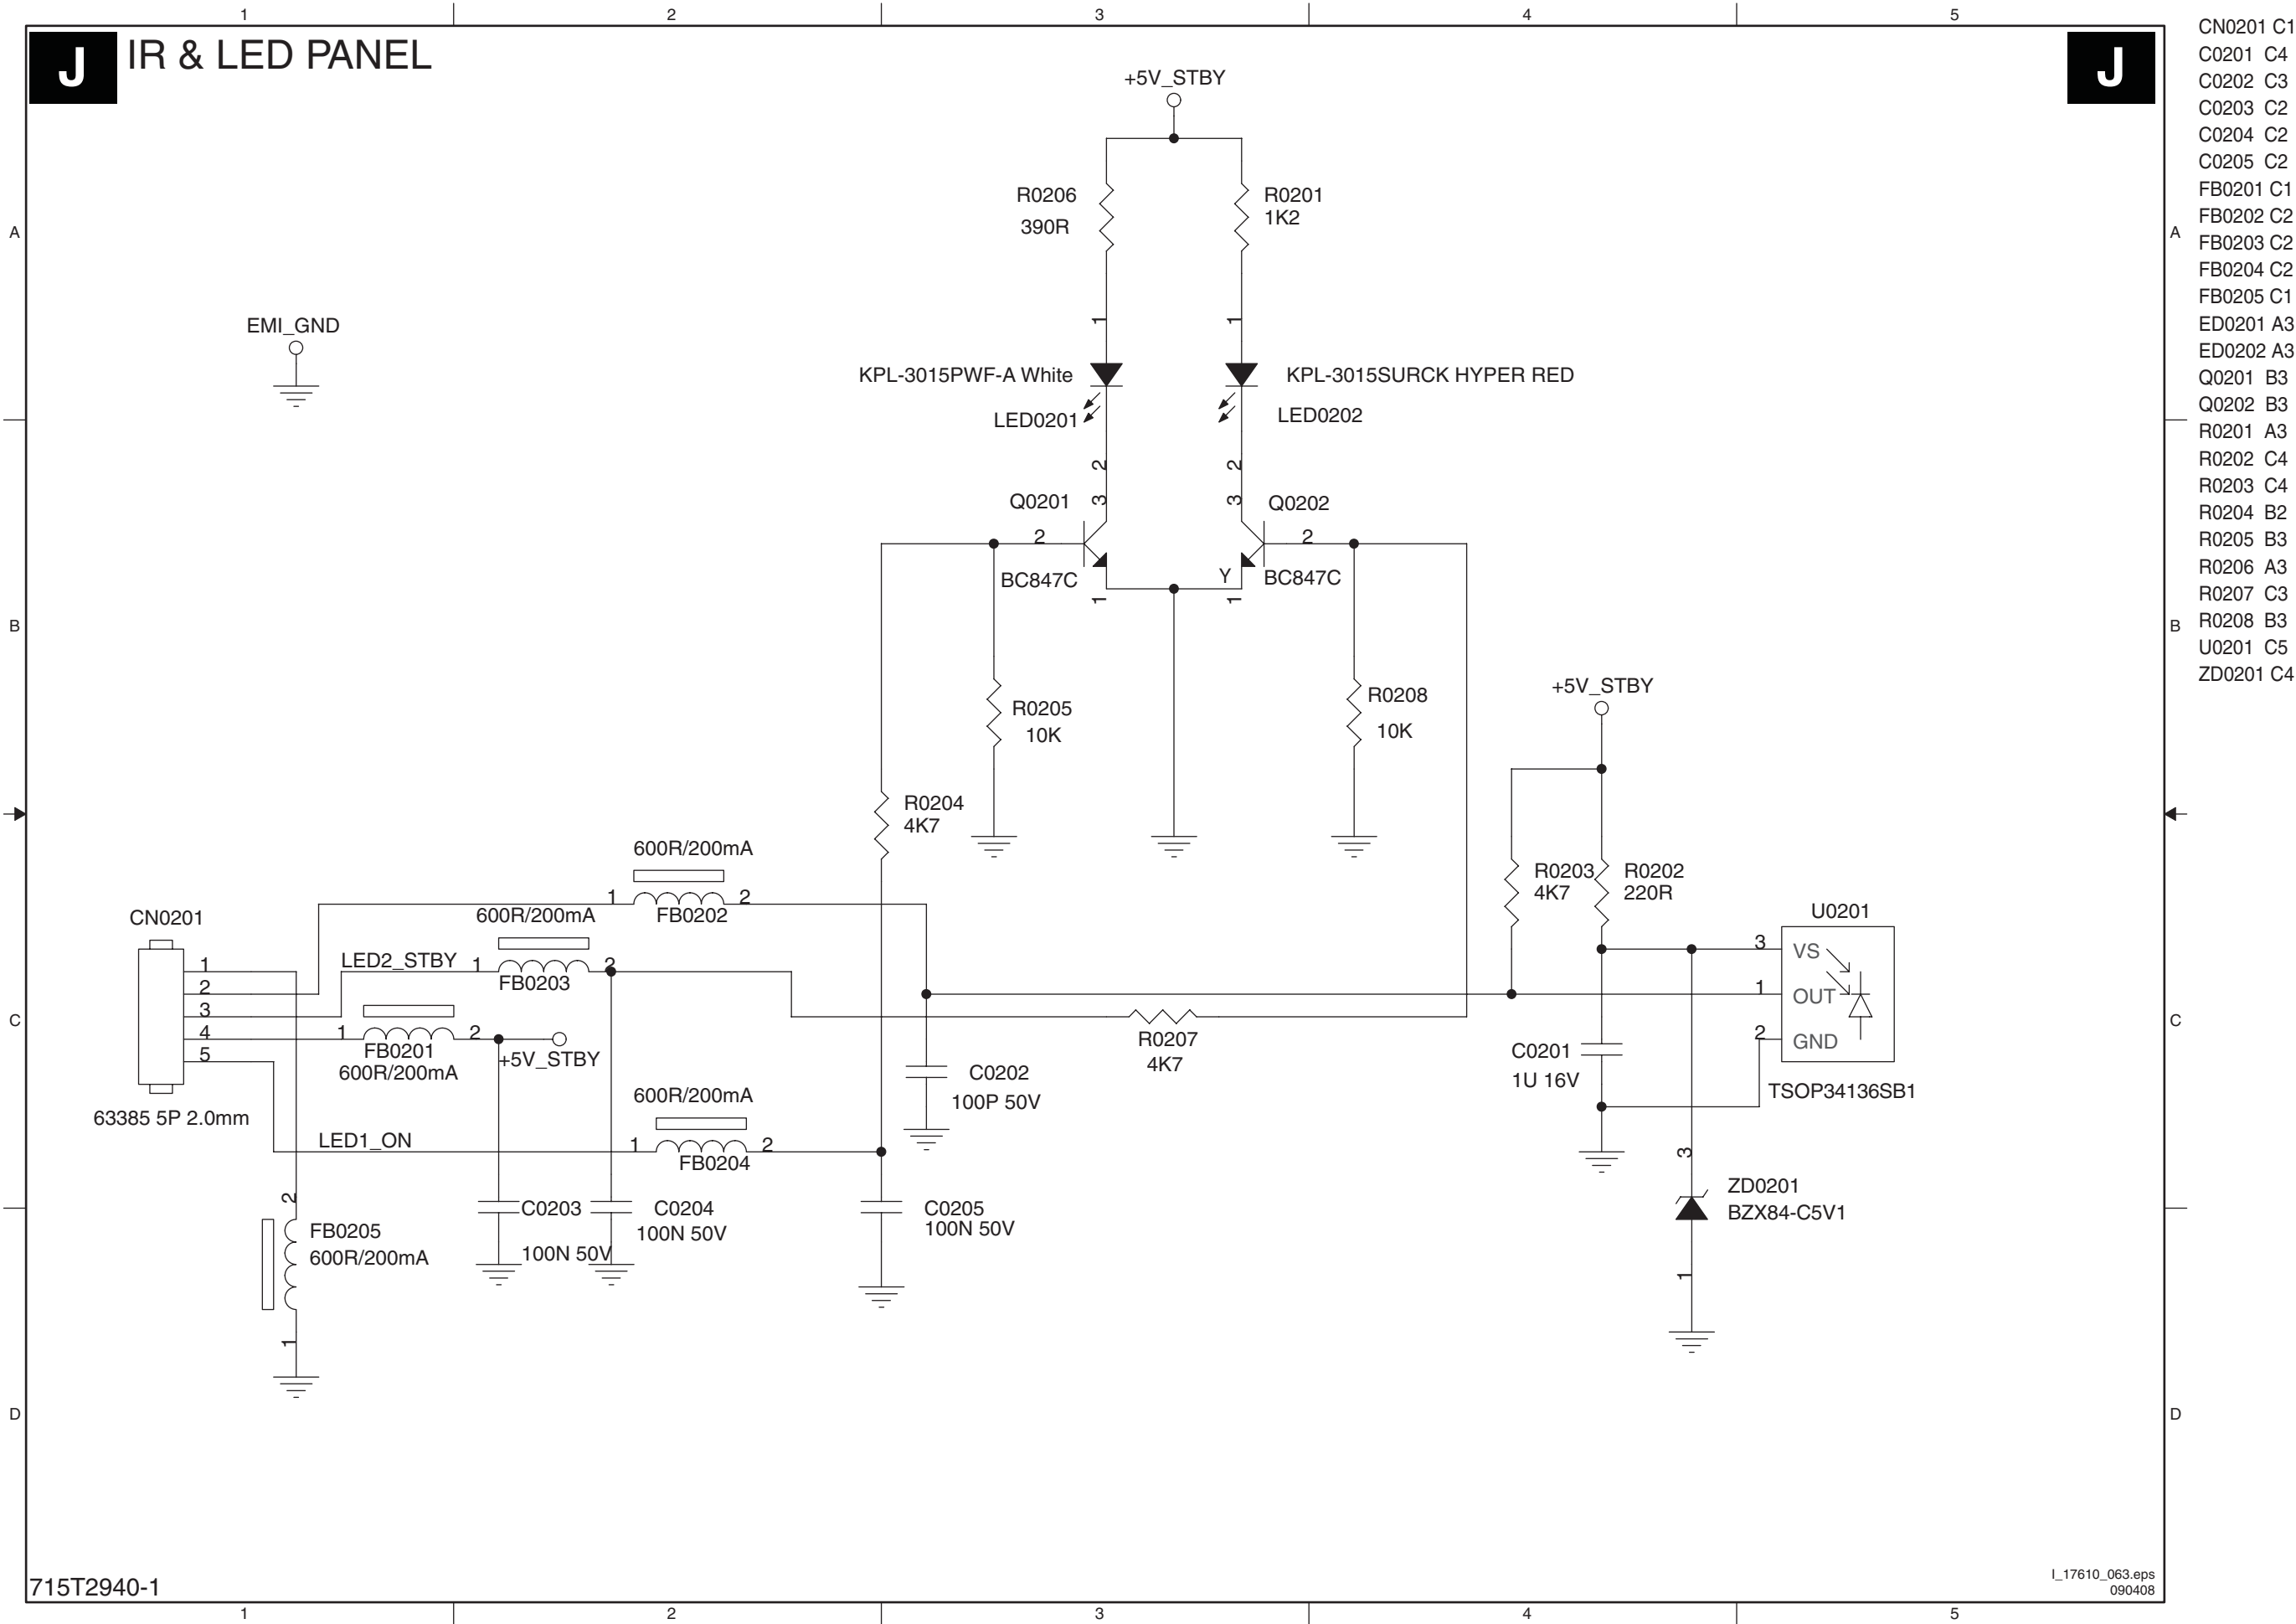 1 2 3 4 5
J IR & LED PANEL J
CN0201 C1
C0201 C4
C0202 C3
C0203 C2
C0204 C2
C0205 C2
FB0201 C1
FB0202 C2
FB0203 C2
FB0204 C2
FB0205 C1
ED0201 A3
ED0202 A3
Q0201 B3
Q0202 B3
R0201 A3
R0202 C4
R0203 C4
R0204 B2
R0205 B3
R0206 A3
R0207 C3
R0208 B3
U0201 C5
ZD0201 C4
+5V_STBY
R0206
390R
R0201
1K2
A A
EMI_GND
1 1
KPL-3015PWF-A White
KPL-3015SURCK HYPER RED
LED0201
LED0202
2 2
Q0201 3 3 Q0202
2 2
BC847C Y BC847C
1 1
B B
R0205
10K
R0208
10K
+5V_STBY
R0204
4K7
600R/200mA
1 2
FB0202
R0203
4K7
R0202
220R
CN0201
600R/200mA
U0201
1
2
3
4
5
LED2_STBY 1 2
FB0203
3 VS
1 OUT
2 GND
C C
1 2
FB0201
600R/200mA
+5V_STBY
R0207
4K7
C0201
1U 16V
C0202
100P 50V
TSOP34136SB1
63385 5P 2.0mm
600R/200mA
LED1_ON 1 2
FB0204
3
ZD0201
BZX84-C5V1
1
2
FB0205
600R/200mA
1
C0203
100N 50V
C0204
100N 50V
C0205
100N 50V
D D
715T2940-1
I_17610_063.eps
090408
1 2 3 4 5